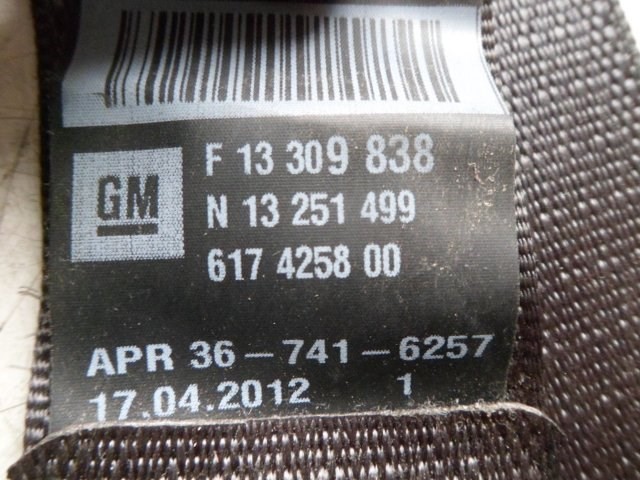 F 13 309 838
GM
N 13 251 499
617 4258 00
APR 36-741-6257
17.04.2012 1